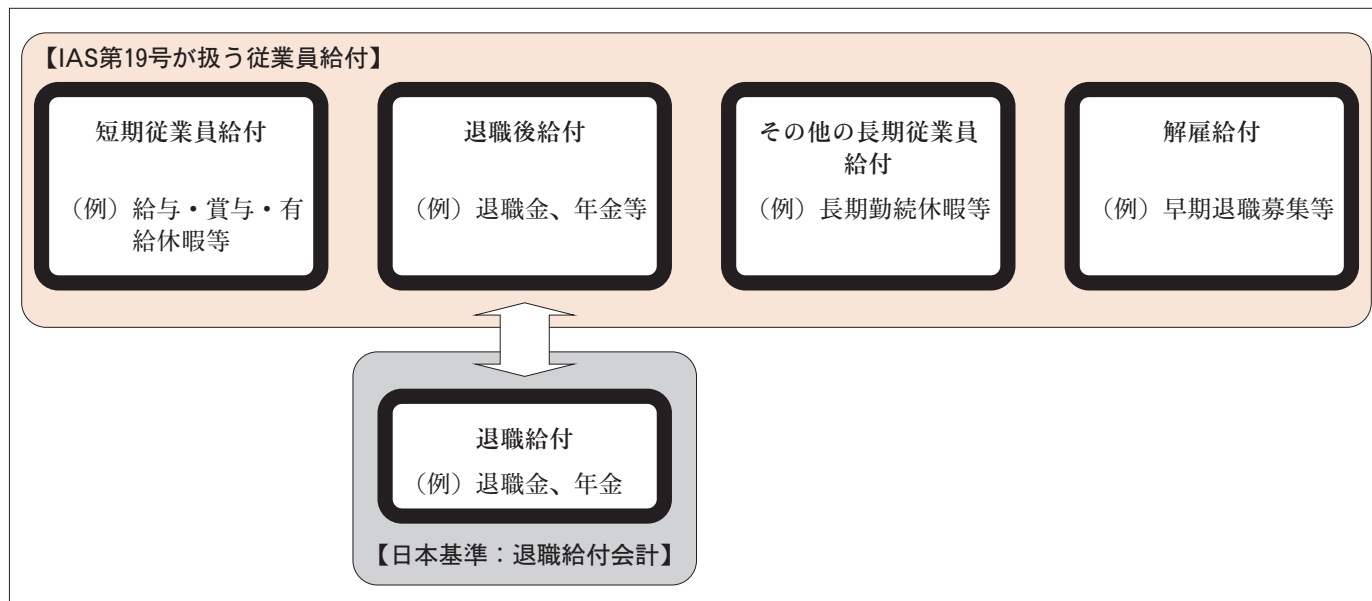 【IAS第19号が扱う従業員給付】
短期従業員給付
（例）給与・賞与・有
給休暇等
退職後給付
（例）退職金、年金等
その他の長期従業員
給付
（例）長期勤続休暇等
解雇給付
（例）早期退職募集等
退職給付
（例）退職金、年金
【日本基準：退職給付会計】